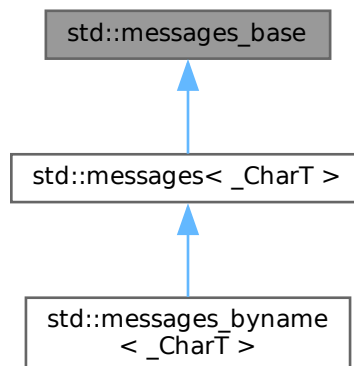 std::messages_base
std::messages< _CharT >
std::messages_byname
< _CharT >